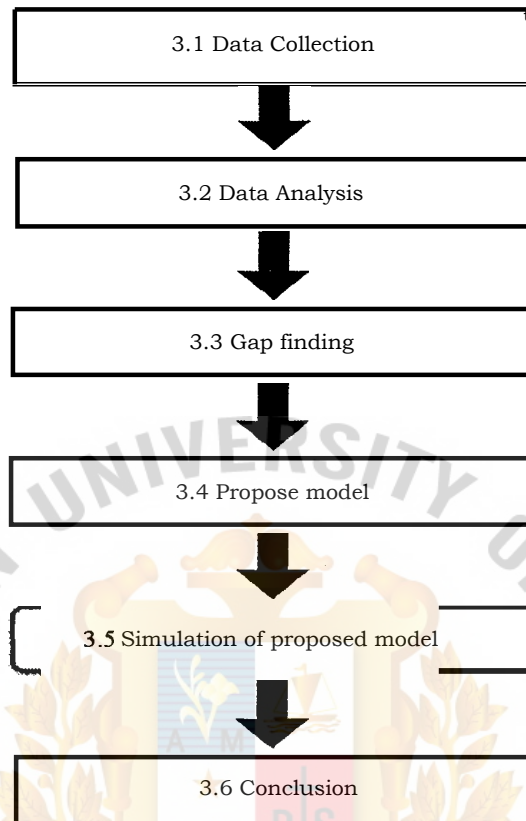 3.1 Data Collection
3.2 Data Analysis
3.3 Gap finding
UNIVERSITY
3.4 Propose model
3.5 Simulation of proposed model
A M
3.6 Conclusion